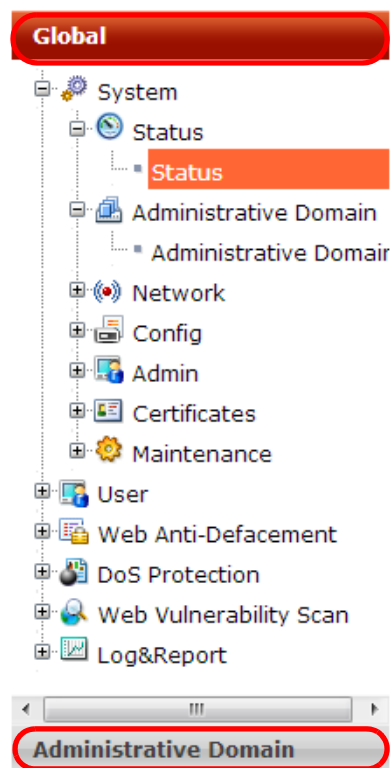 Global
System
Status
Status
Administrative Domain
Administrative Domain
Network
Config
Admin
Certificates
Maintenance
User
Web Anti-Defacement
DoS Protection
Web Vulnerability Scan
Log&Report
Administrative Domain